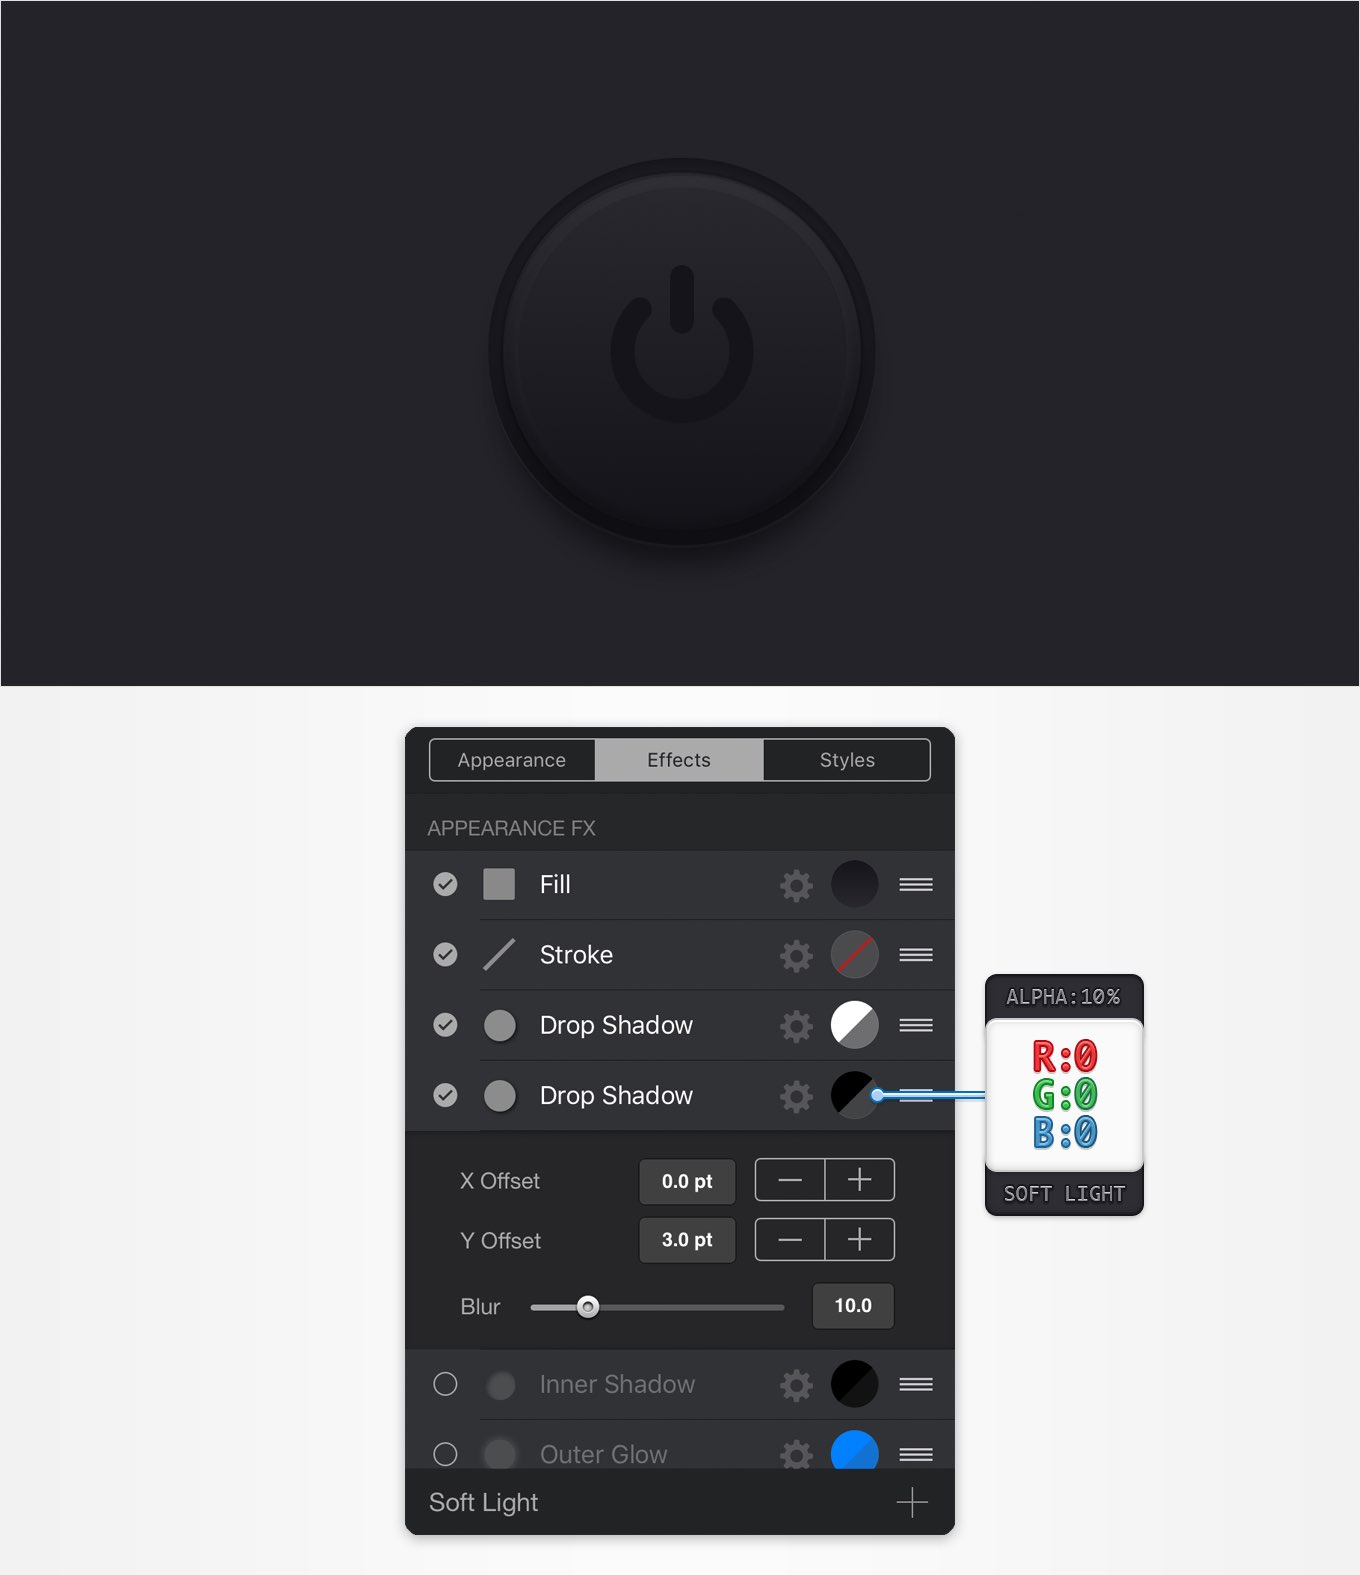 Appearance Effects Styles
APPEARANCE FX
Fill
Stroke
Drop Shadow
Drop Shadow
X Offset 0.0 pt
Y Offset 3.0 pt
Blur 10.0
Inner Shadow
Outer Glow
Soft Light
ALPHA:10%
R:0
G:0
B:0
SOFT LIGHT